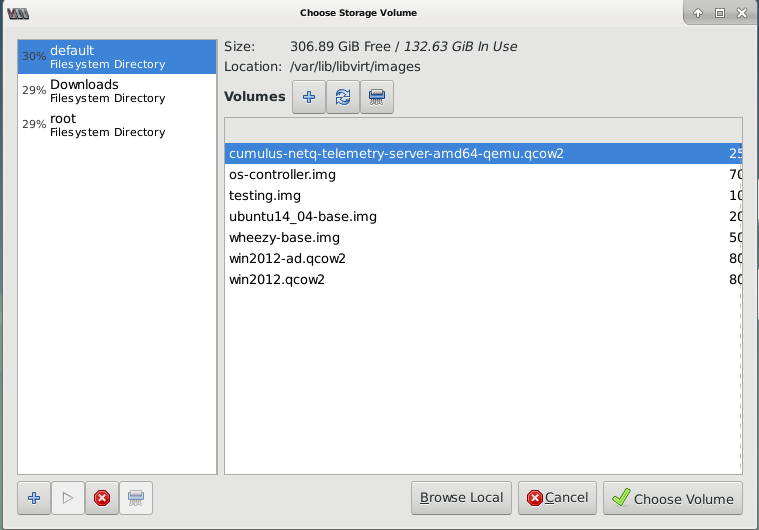 Choose Storage Volume
30% default
Filesystem Directory
29% Downloads
Filesystem Directory
29% root
Filesystem Directory
Size: 306.89 GiB Free / 132.63 GiB In Use
Location: /var/lib/libvirt/images
Volumes
cumulus-netq-telemetry-server-amd64-qemu.qcow2 25
os-controller.img 70
testing.img 10
ubuntu14_04-base.img 20
wheezy-base.img 50
win2012-ad.qcow2 80
win2012.qcow2 80
Browse Local
Cancel
Choose Volume